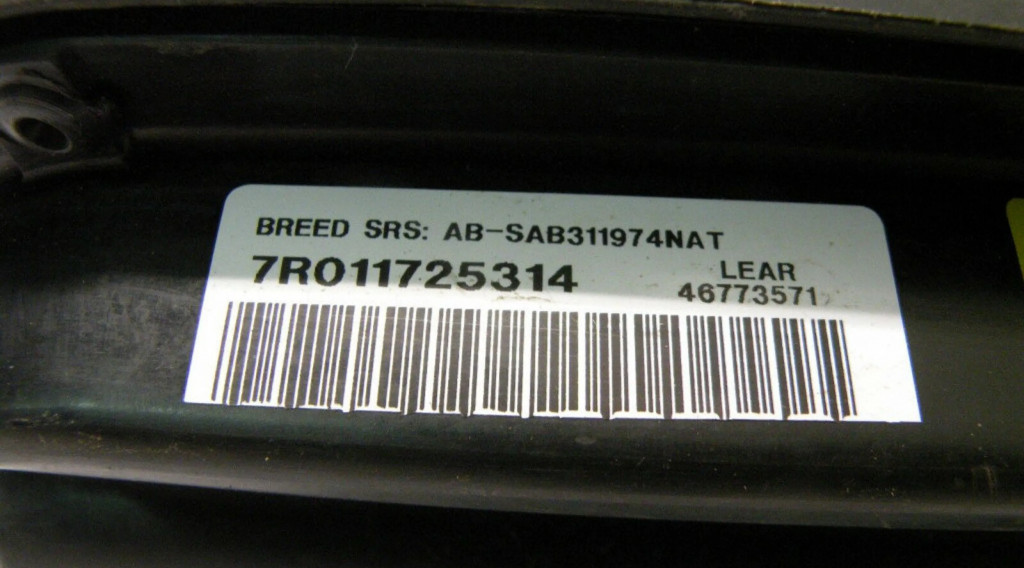 BREED SRS: AB-SAB311974NAT
7R011725314
LEAR
46773571